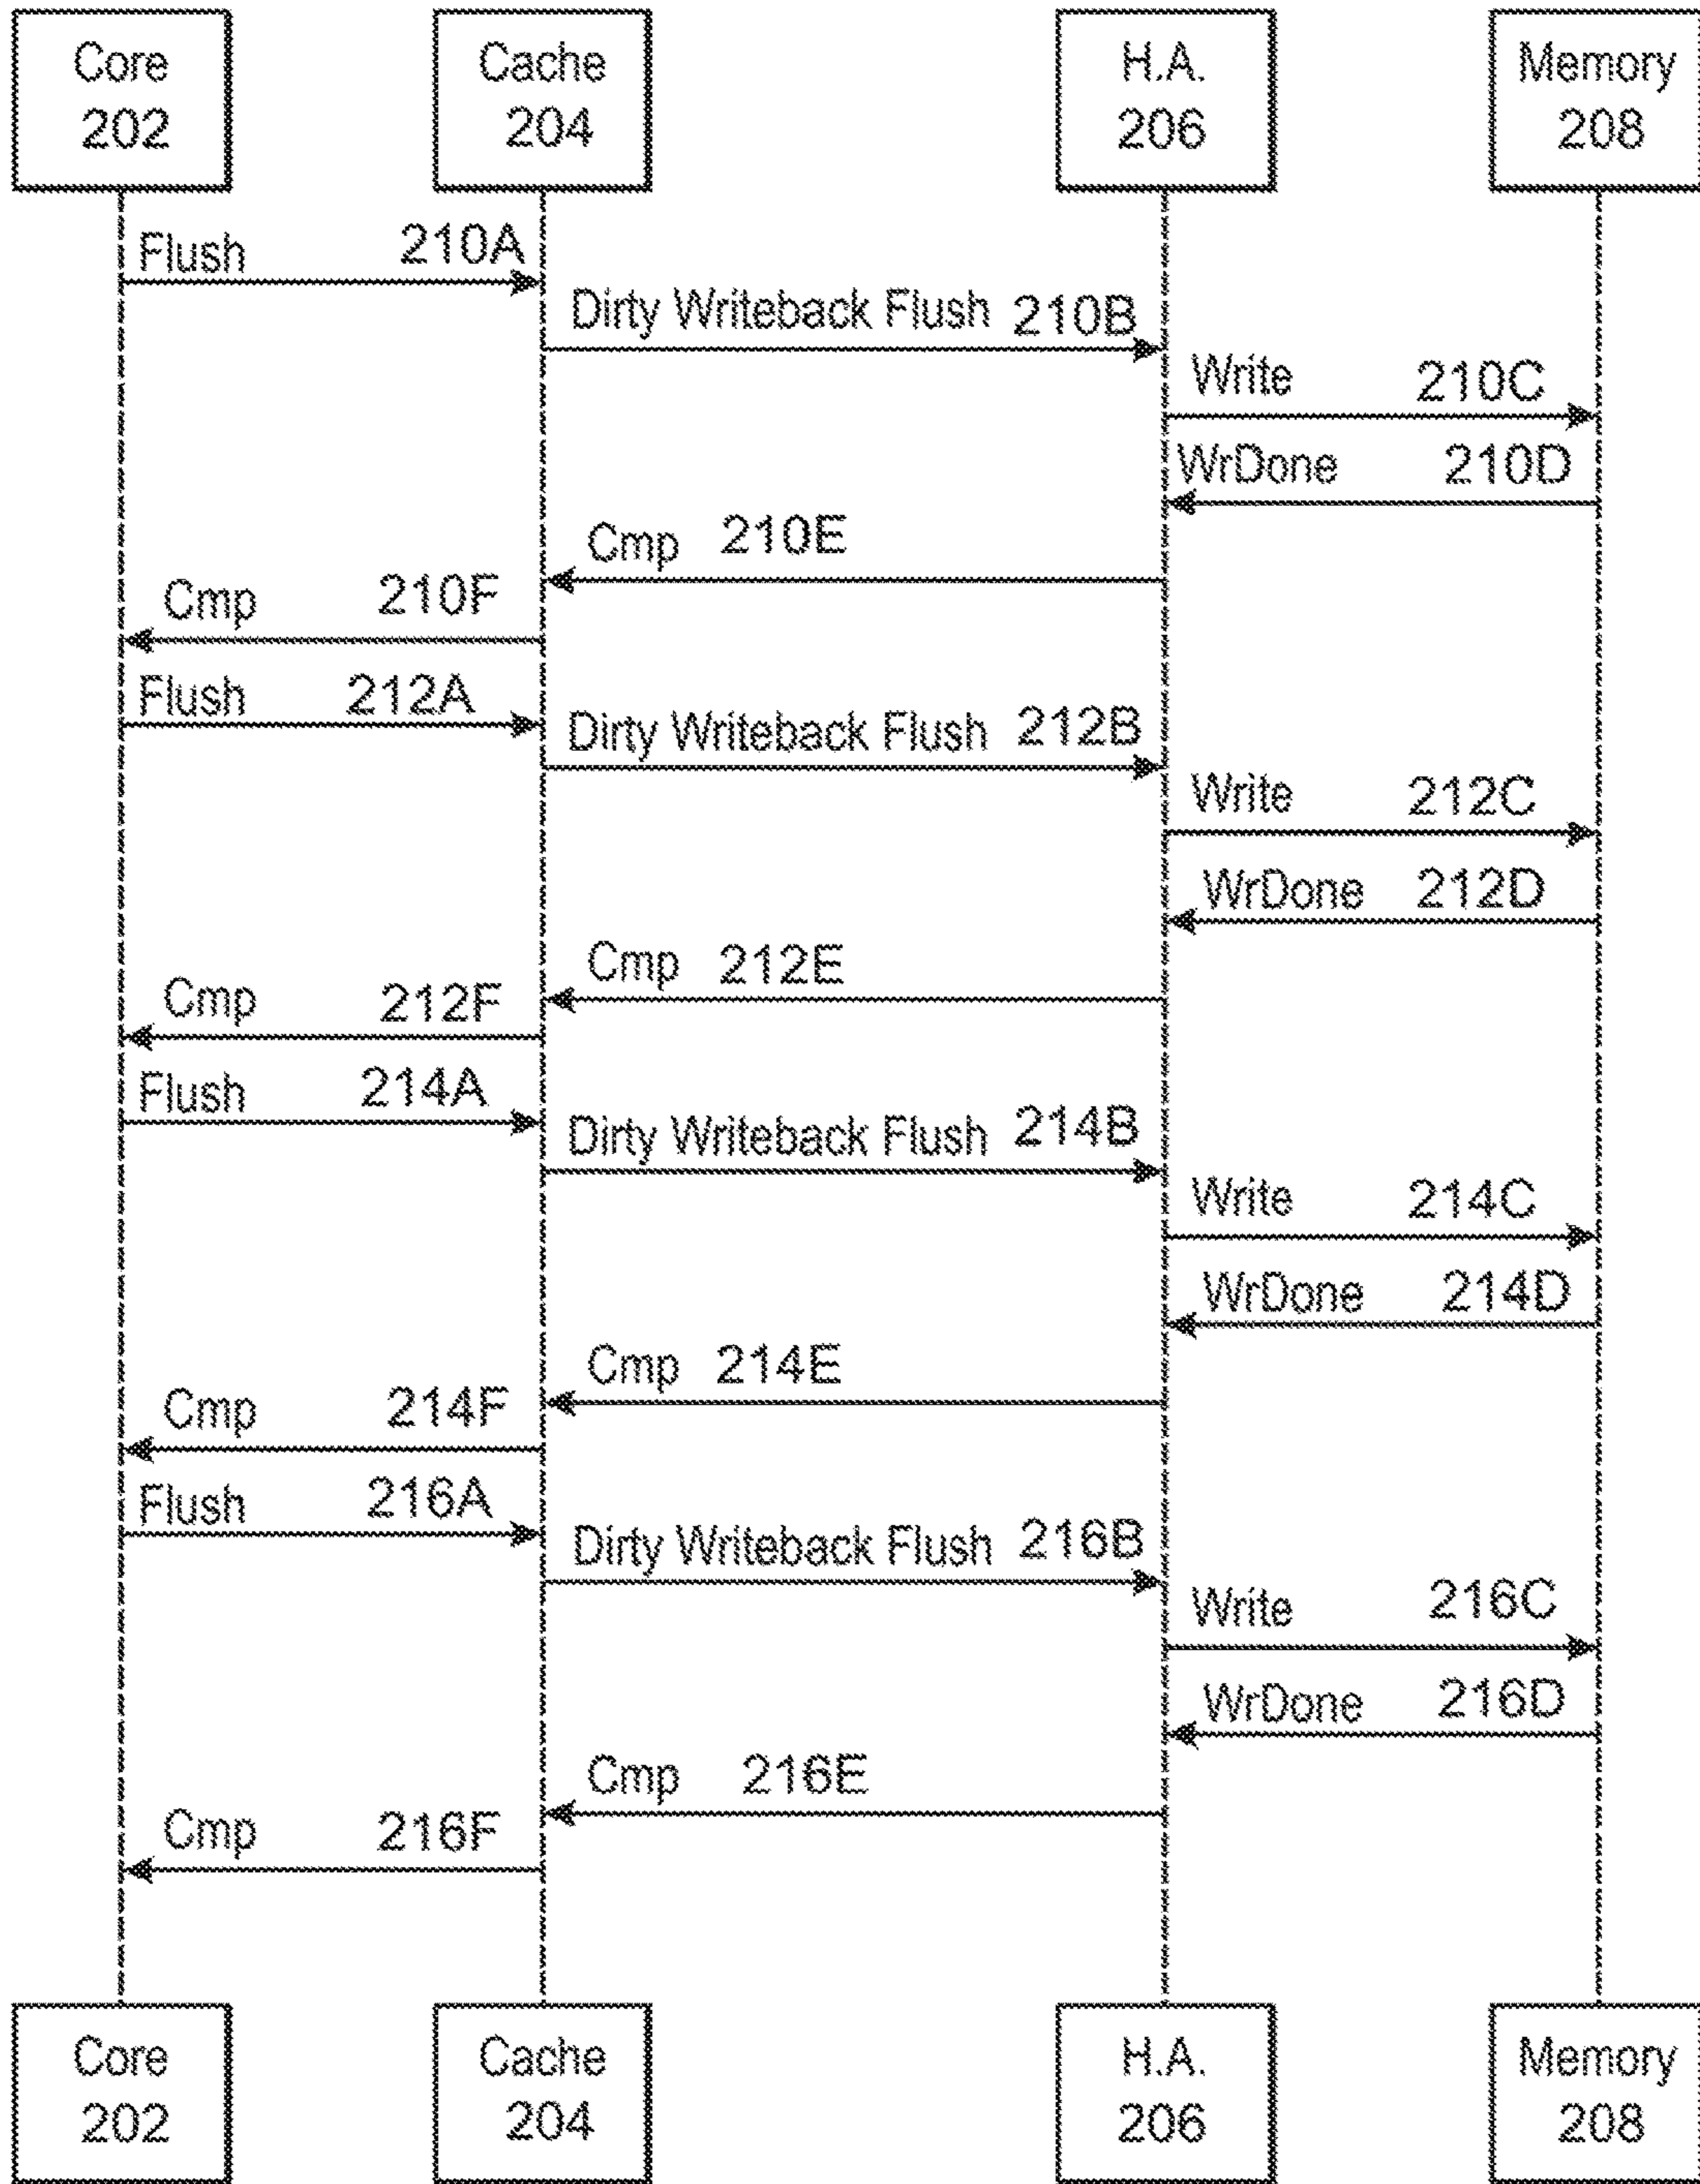 Core
202
Cache
204
H.A.
206
Memory
208
Flush 210A
Dirty Writeback Flush 210B
Write 210C
WrDone 210D
Cmp 210E
Cmp 210F
Flush 212A
Dirty Writeback Flush 212B
Write 212C
WrDone 212D
Cmp 212E
Cmp 212F
Flush 214A
Dirty Writeback Flush 214B
Write 214C
WrDone 214D
Cmp 214E
Cmp 214F
Flush 216A
Dirty Writeback Flush 216B
Write 216C
WrDone 216D
Cmp 216E
Cmp 216F
Core
202
Cache
204
H.A.
206
Memory
208